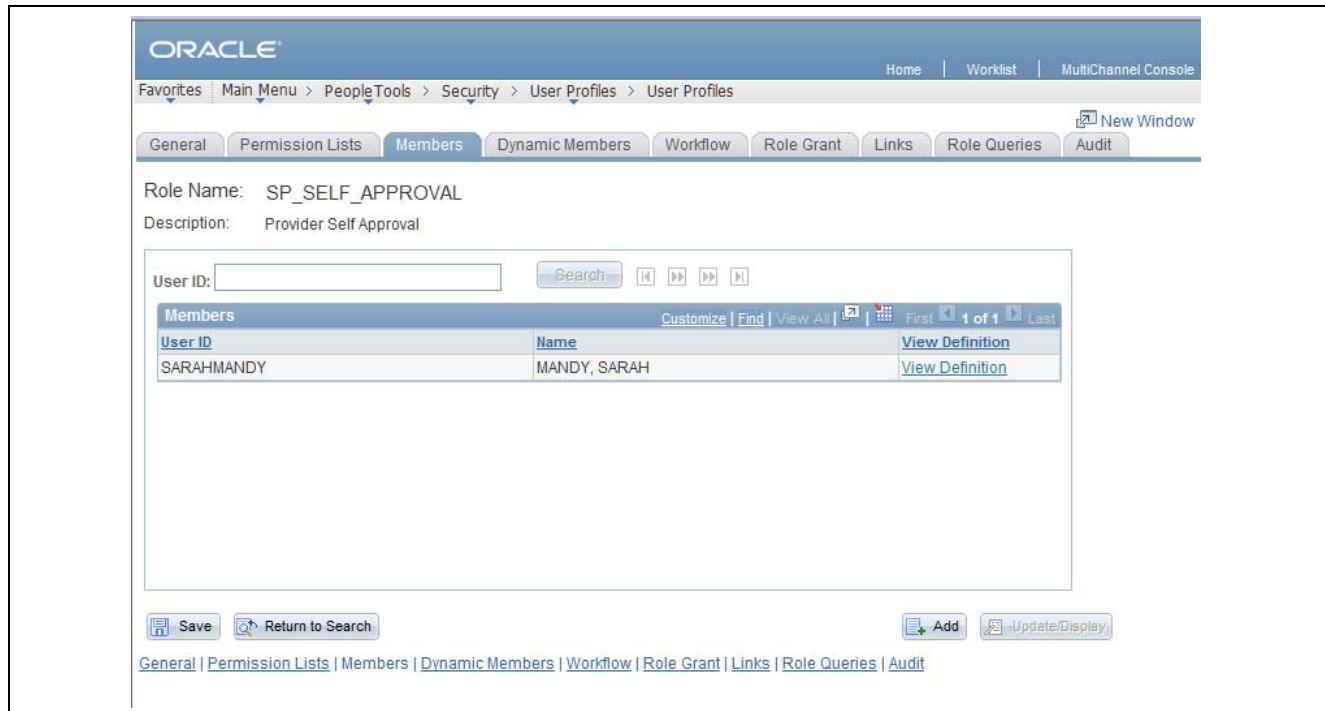 ORACLE
Home | Worklist | MultiChannel Console
Favorites Main Menu > PeopleTools > Security > User Profiles > User Profiles
New Window
General Permission Lists Members Dynamic Members Workflow Role Grant Links Role Queries Audit
Role Name: SP_SELF_APPROVAL
Description: Provider Self Approval
User ID: Search
Members Customize | Find | View All | | First 1 of 1 Last
User ID Name View Definition
SARAHMANDY MANDY, SARAH View Definition
Save Return to Search Add Update/Display
General | Permission Lists | Members | Dynamic Members | Workflow | Role Grant | Links | Role Queries | Audit